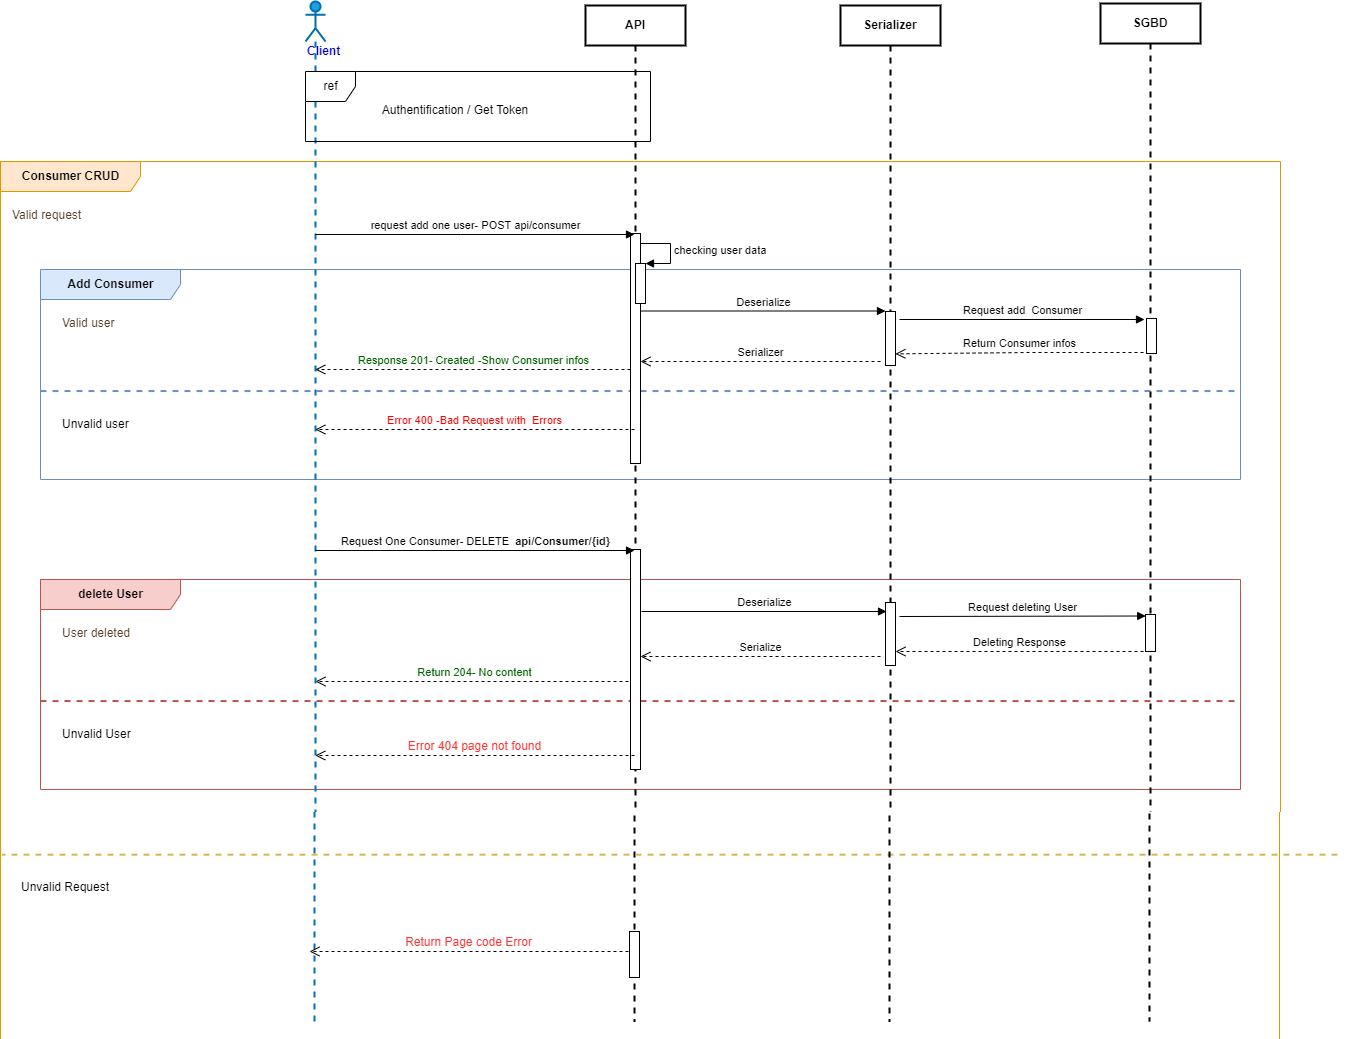 Client
API
Serializer
SGBD
ref
Authentification / Get Token
Consumer CRUD
Valid request
request add one user- POST api/consumer
checking user data
Add Consumer
Valid user
Deserialize
Request add  Consumer
Return Consumer infos
Serializer
Response 201- Created -Show Consumer infos
Unvalid user
Error 400 -Bad Request with  Errors
Request One Consumer- DELETE  api/Consumer/{id}
delete User
User deleted
Deserialize
Request deleting User
Deleting Response
Serialize
Return 204- No content
Unvalid User
Error 404 page not found
Unvalid Request
Return Page code Error